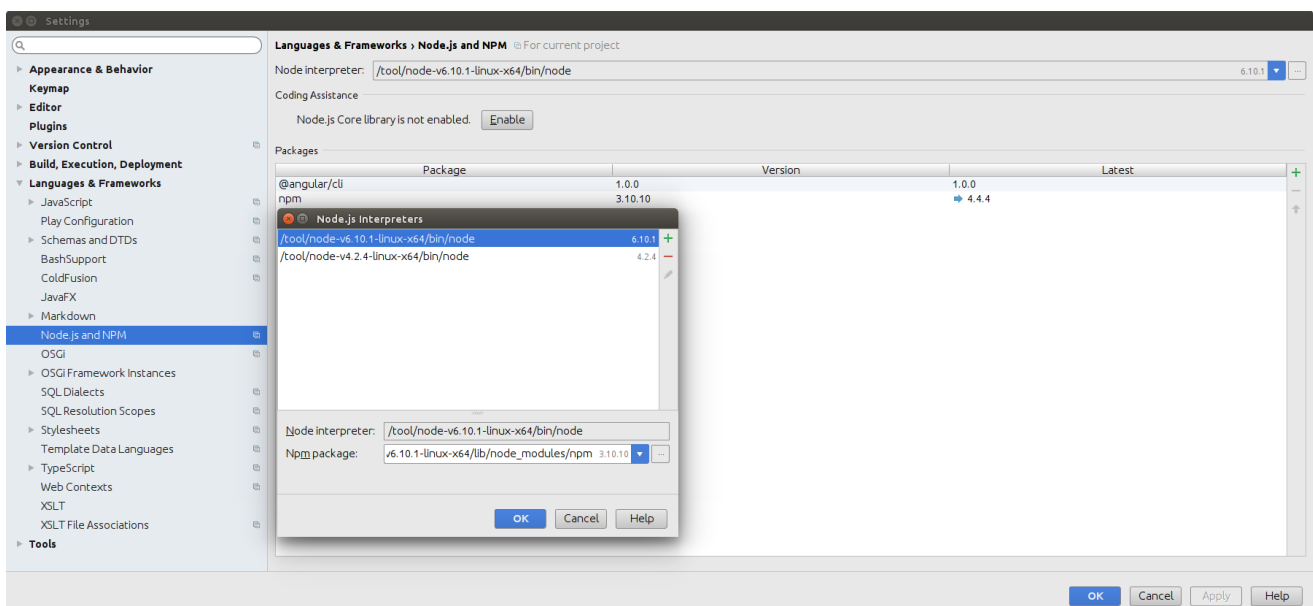 Settings
Languages & Frameworks › Node.js and NPM For current project
Node interpreter: /tool/node-v6.10.1-linux-x64/bin/node 6.10.1 ...
Coding Assistance
Node.js Core library is not enabled. Enable
Packages
Package Version Latest
@angular/cli 1.0.0 1.0.0
npm 3.10.10 4.4.4
Appearance & Behavior
Keymap
Editor
Plugins
Version Control
Build, Execution, Deployment
Languages & Frameworks
JavaScript
Play Configuration
Schemas and DTDs
BashSupport
ColdFusion
JavaFX
Markdown
Node.js and NPM
OSGi
OSGi Framework Instances
SQL Dialects
SQL Resolution Scopes
Stylesheets
Template Data Languages
TypeScript
Web Contexts
XSLT
XSLT File Associations
Tools
Node.js Interpreters
/tool/node-v6.10.1-linux-x64/bin/node 6.10.1
/tool/node-v4.2.4-linux-x64/bin/node 4.2.4
Node interpreter: /tool/node-v6.10.1-linux-x64/bin/node
Npm package: v6.10.1-linux-x64/lib/node_modules/npm 3.10.10 ...
OK Cancel Help
OK Cancel Apply Help